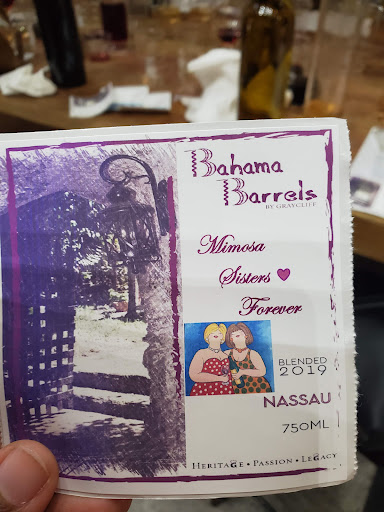 Bahama
Barrels
BY GRAYCLIFF
Mimosa
Sisters ♥
Forever
BLENDED
2019
NASSAU
750ML
HERITAGE • PASSION • LEGACY